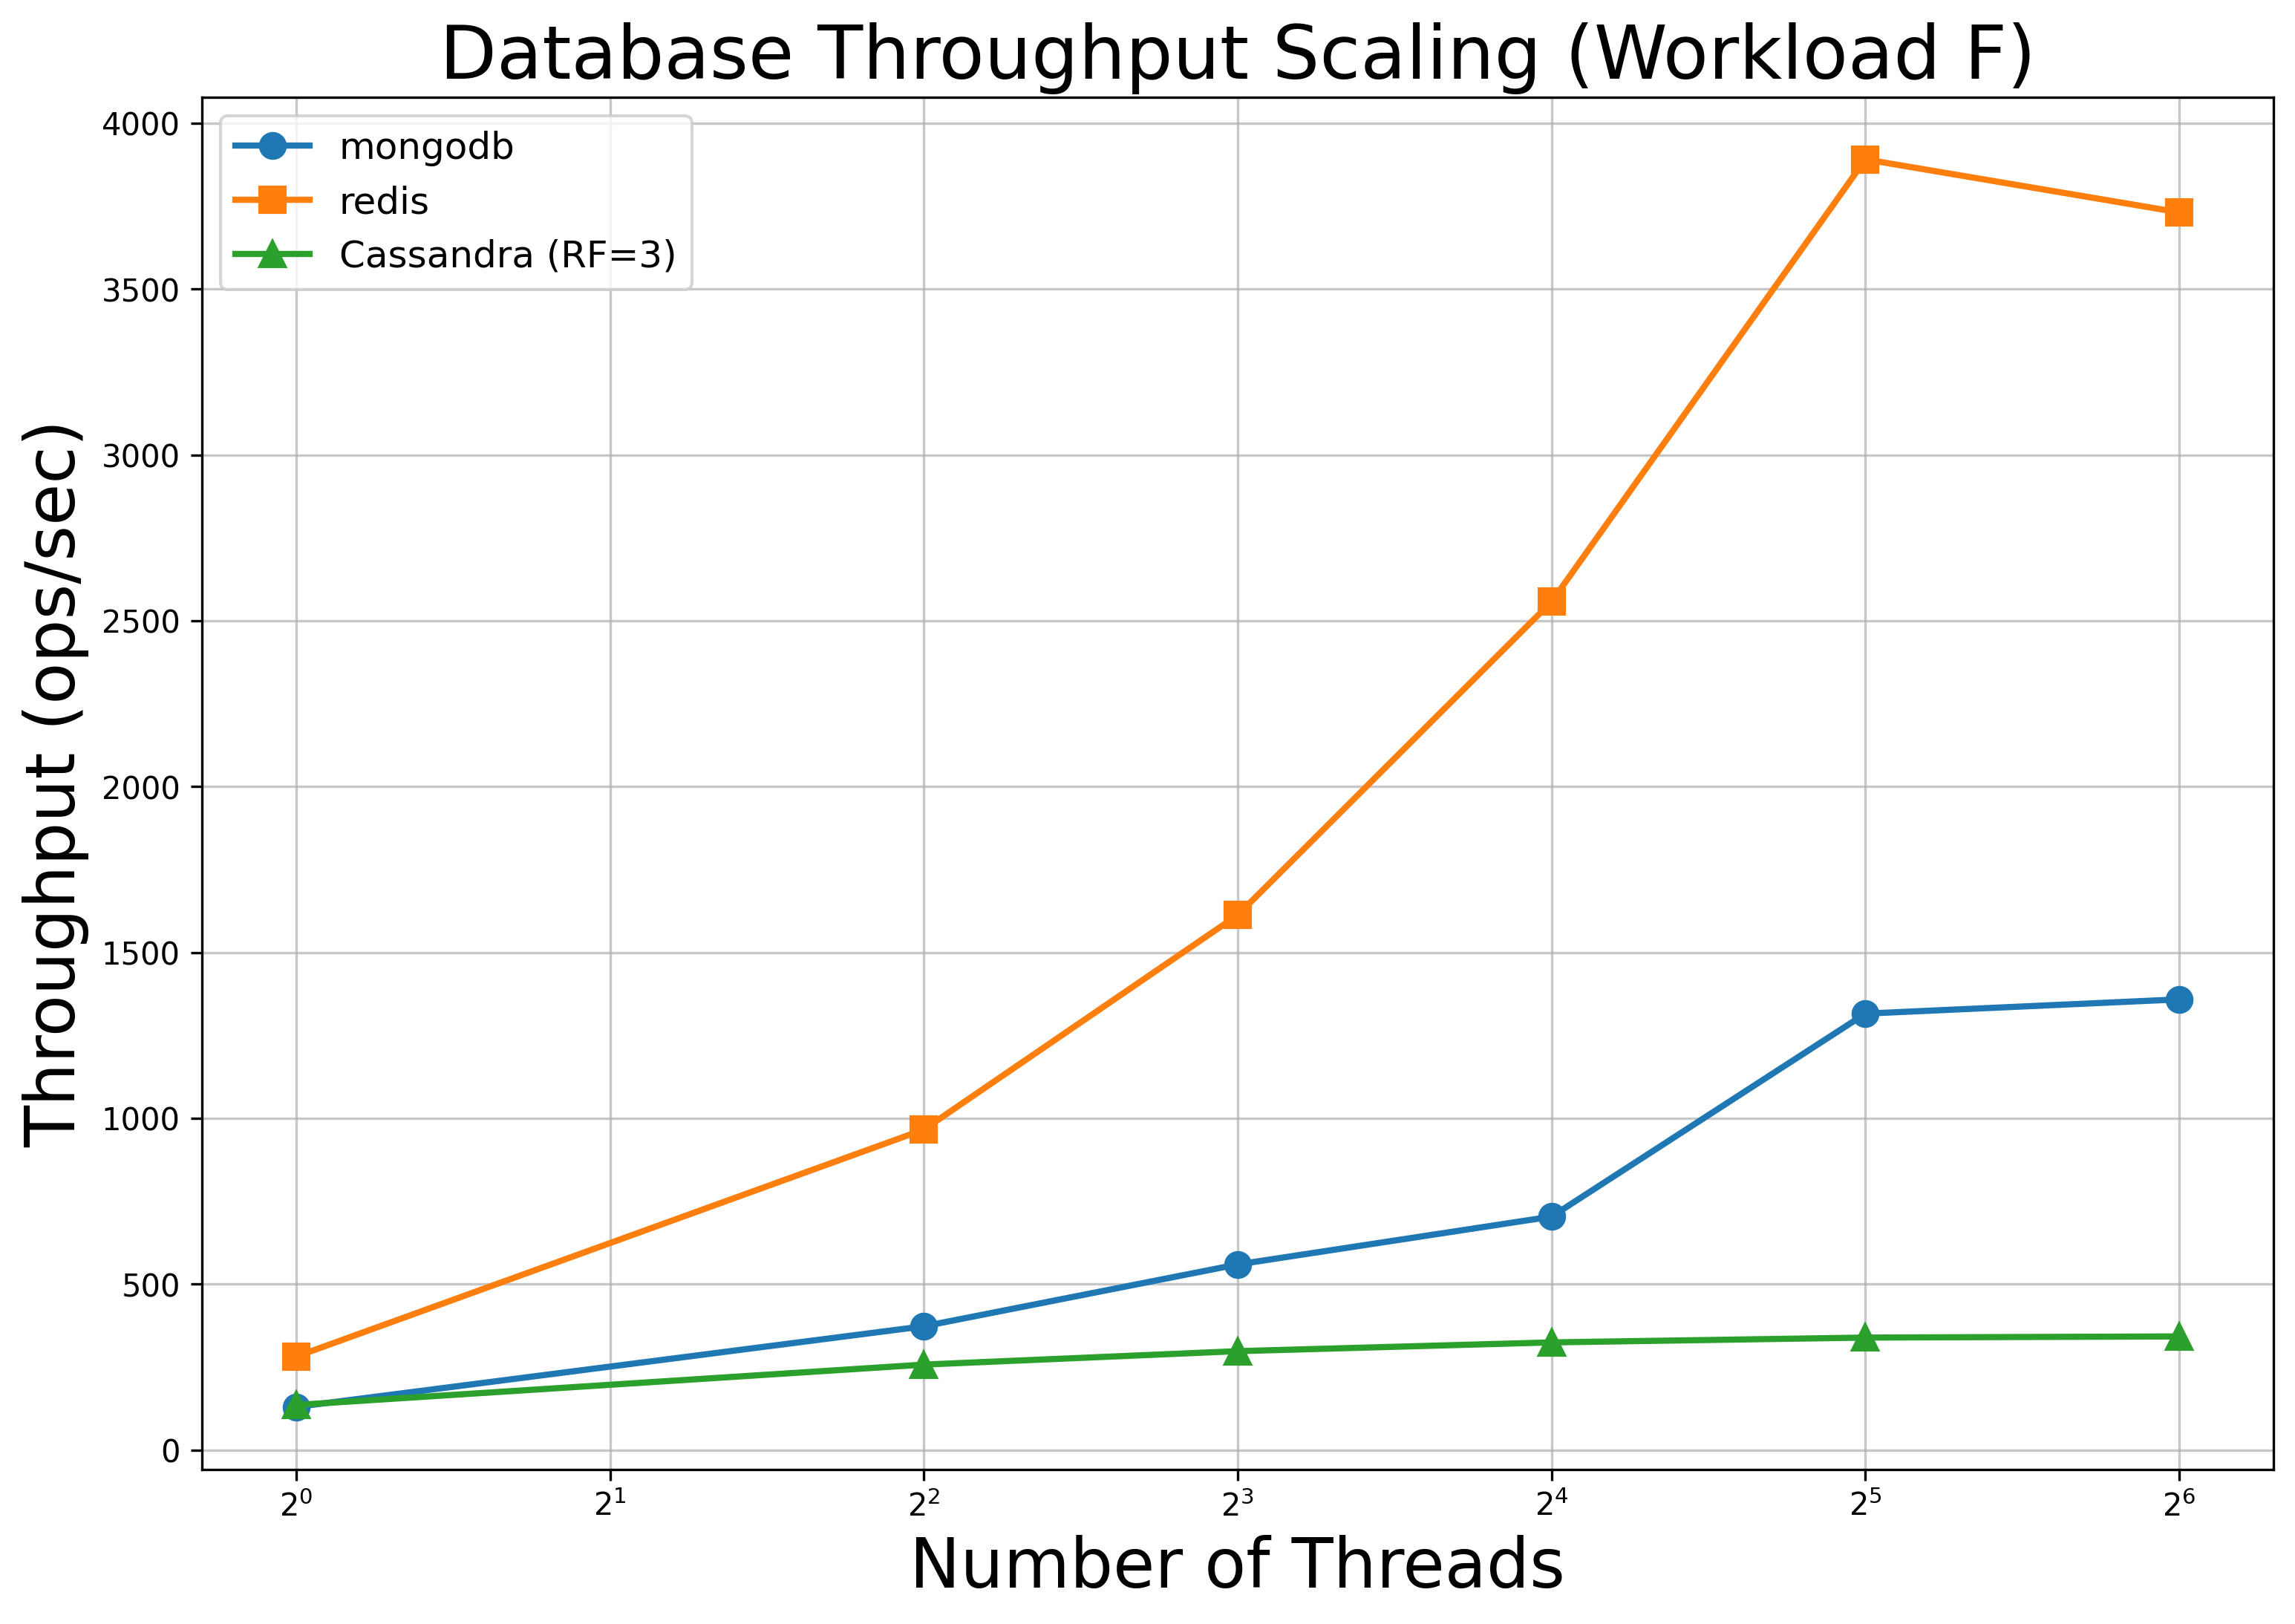 Database Throughput Scaling (Workload F)
mongodb
redis
Cassandra (RF=3)
Throughput (ops/sec)
4000
3500
3000
2500
2000
1500
1000
500
0
2⁰ 2¹ 2² 2³ 2⁴ 2⁵ 2⁶
Number of Threads